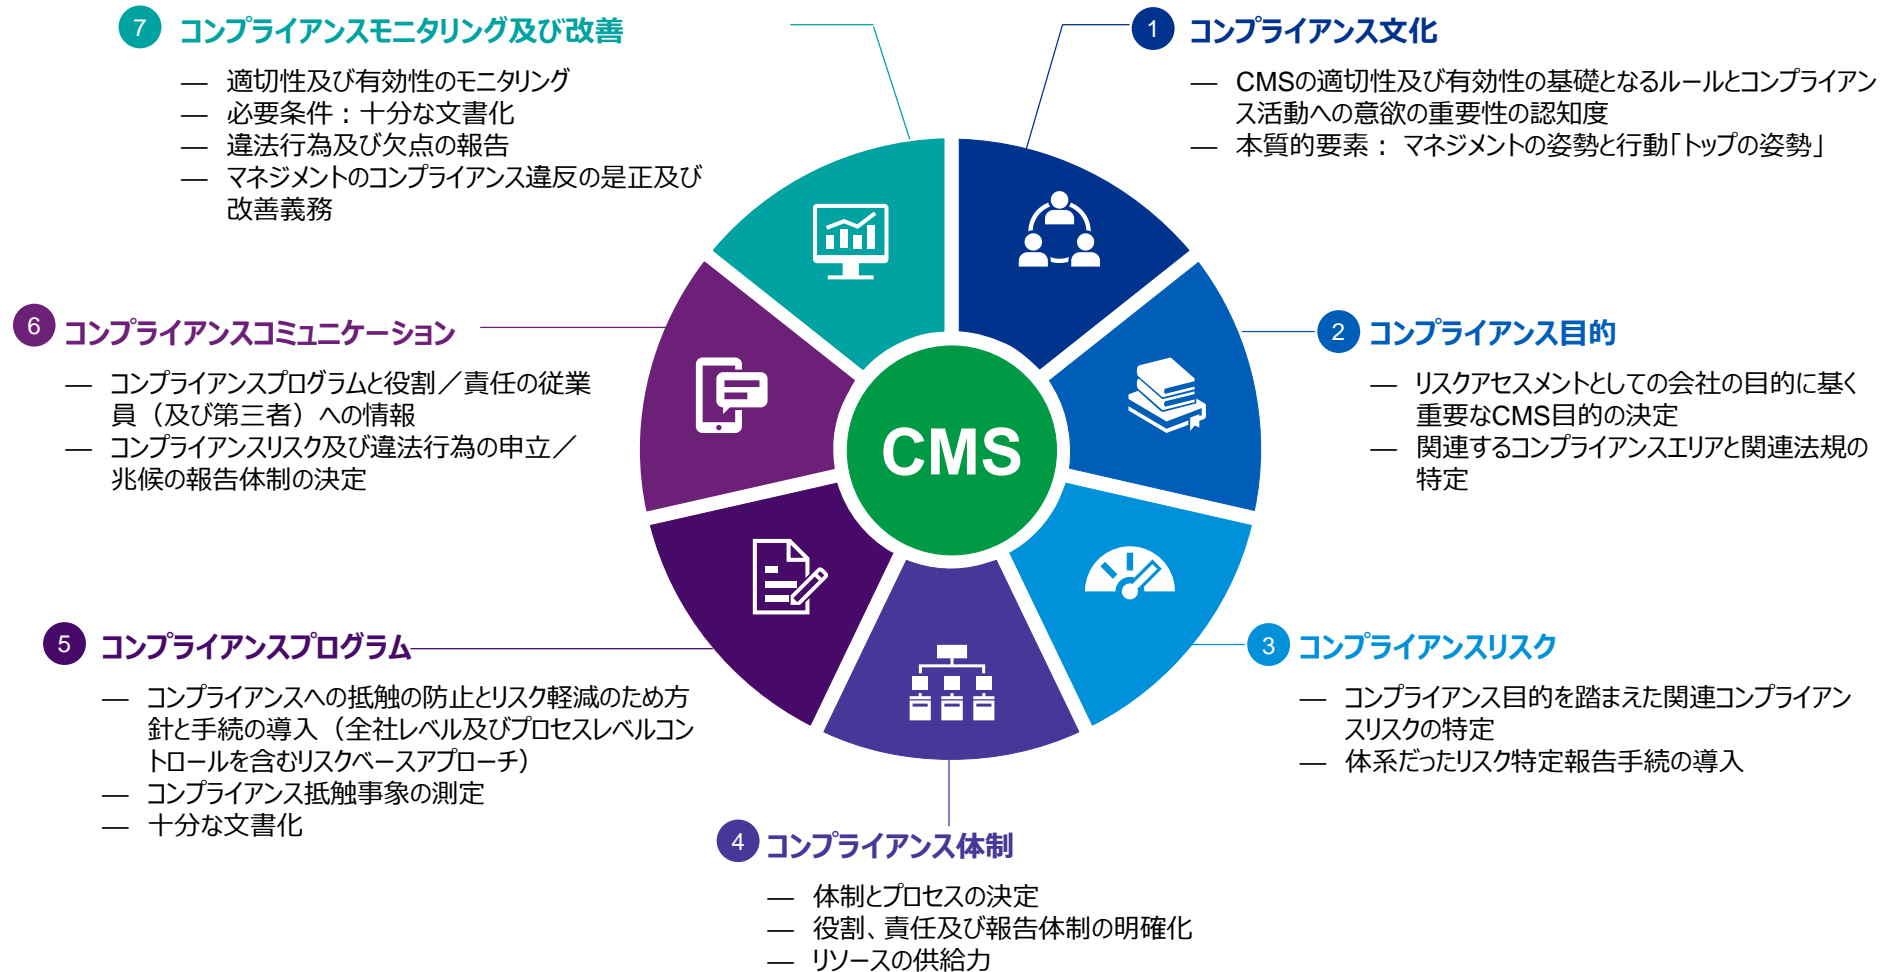 1 コンプライアンス文化
— CMSの適切性及び有効性の基礎となるルールとコンプライアン
ス活動への意欲の重要性の認知度
— 本質的要素： マネジメントの姿勢と行動「トップの姿勢」
2 コンプライアンス目的
— リスクアセスメントとしての会社の目的に基く
重要なCMS目的の決定
— 関連するコンプライアンスエリアと関連法規の
特定
3 コンプライアンスリスク
— コンプライアンス目的を踏まえた関連コンプライアン
スリスクの特定
— 体系だったリスク特定報告手続の導入
4 コンプライアンス体制
— 体制とプロセスの決定
— 役割、責任及び報告体制の明確化
— リソースの供給力
5 コンプライアンスプログラム
— コンプライアンスへの抵触の防止とリスク軽減のため方
針と手続の導入（全社レベル及びプロセスレベルコン
トロールを含むリスクベースアプローチ）
— コンプライアンス抵触事象の測定
— 十分な文書化
6 コンプライアンスコミュニケーション
— コンプライアンスプログラムと役割／責任の従業
員（及び第三者）への情報
— コンプライアンスリスク及び違法行為の申立／
兆候の報告体制の決定
7 コンプライアンスモニタリング及び改善
— 適切性及び有効性のモニタリング
— 必要条件：十分な文書化
— 違法行為及び欠点の報告
— マネジメントのコンプライアンス違反の是正及び
改善義務
CMS